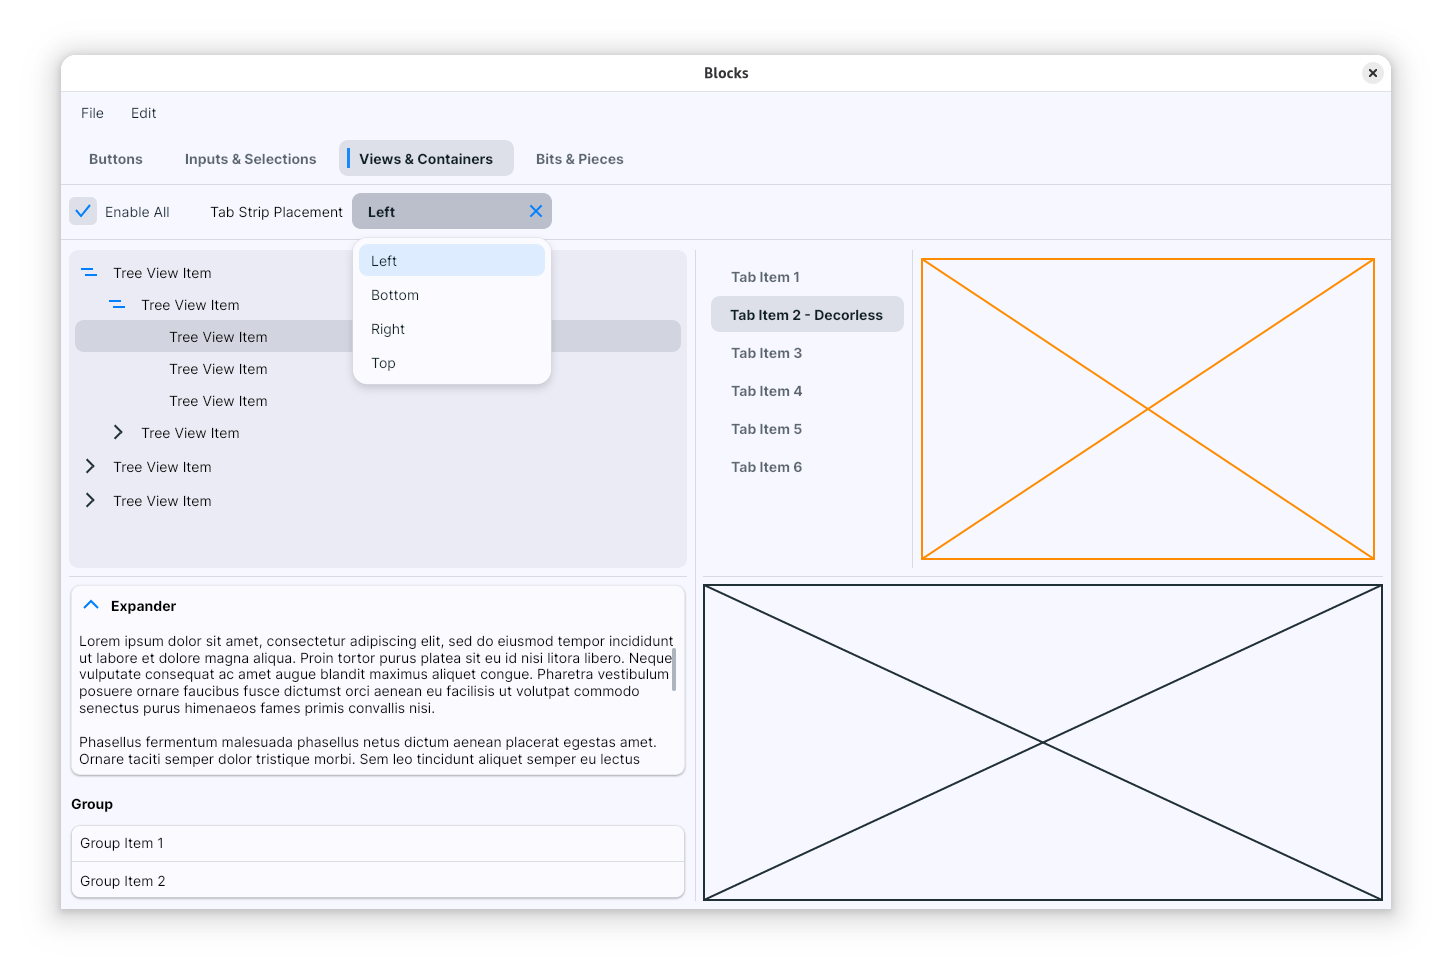 Blocks
File Edit
Buttons Inputs & Selections Views & Containers Bits & Pieces
Enable All Tab Strip Placement Left
Left
Bottom
Right
Top
Tree View Item
Tree View Item
Tree View Item
Tree View Item
Tree View Item
Tree View Item
Tree View Item
Tree View Item
Tab Item 1
Tab Item 2 - Decorless
Tab Item 3
Tab Item 4
Tab Item 5
Tab Item 6
Expander
Lorem ipsum dolor sit amet, consectetur adipiscing elit, sed do eiusmod tempor incididunt
ut labore et dolore magna aliqua. Proin tortor purus platea sit eu id nisi litora libero. Neque
vulputate consequat ac amet augue blandit maximus aliquet congue. Pharetra vestibulum
posuere ornare faucibus fusce dictumst orci aenean eu facilisis ut volutpat commodo
senectus purus himenaeos fames primis convallis nisi.
Phasellus fermentum malesuada phasellus netus dictum aenean placerat egestas amet.
Ornare taciti semper dolor tristique morbi. Sem leo tincidunt aliquet semper eu lectus
Group
Group Item 1
Group Item 2